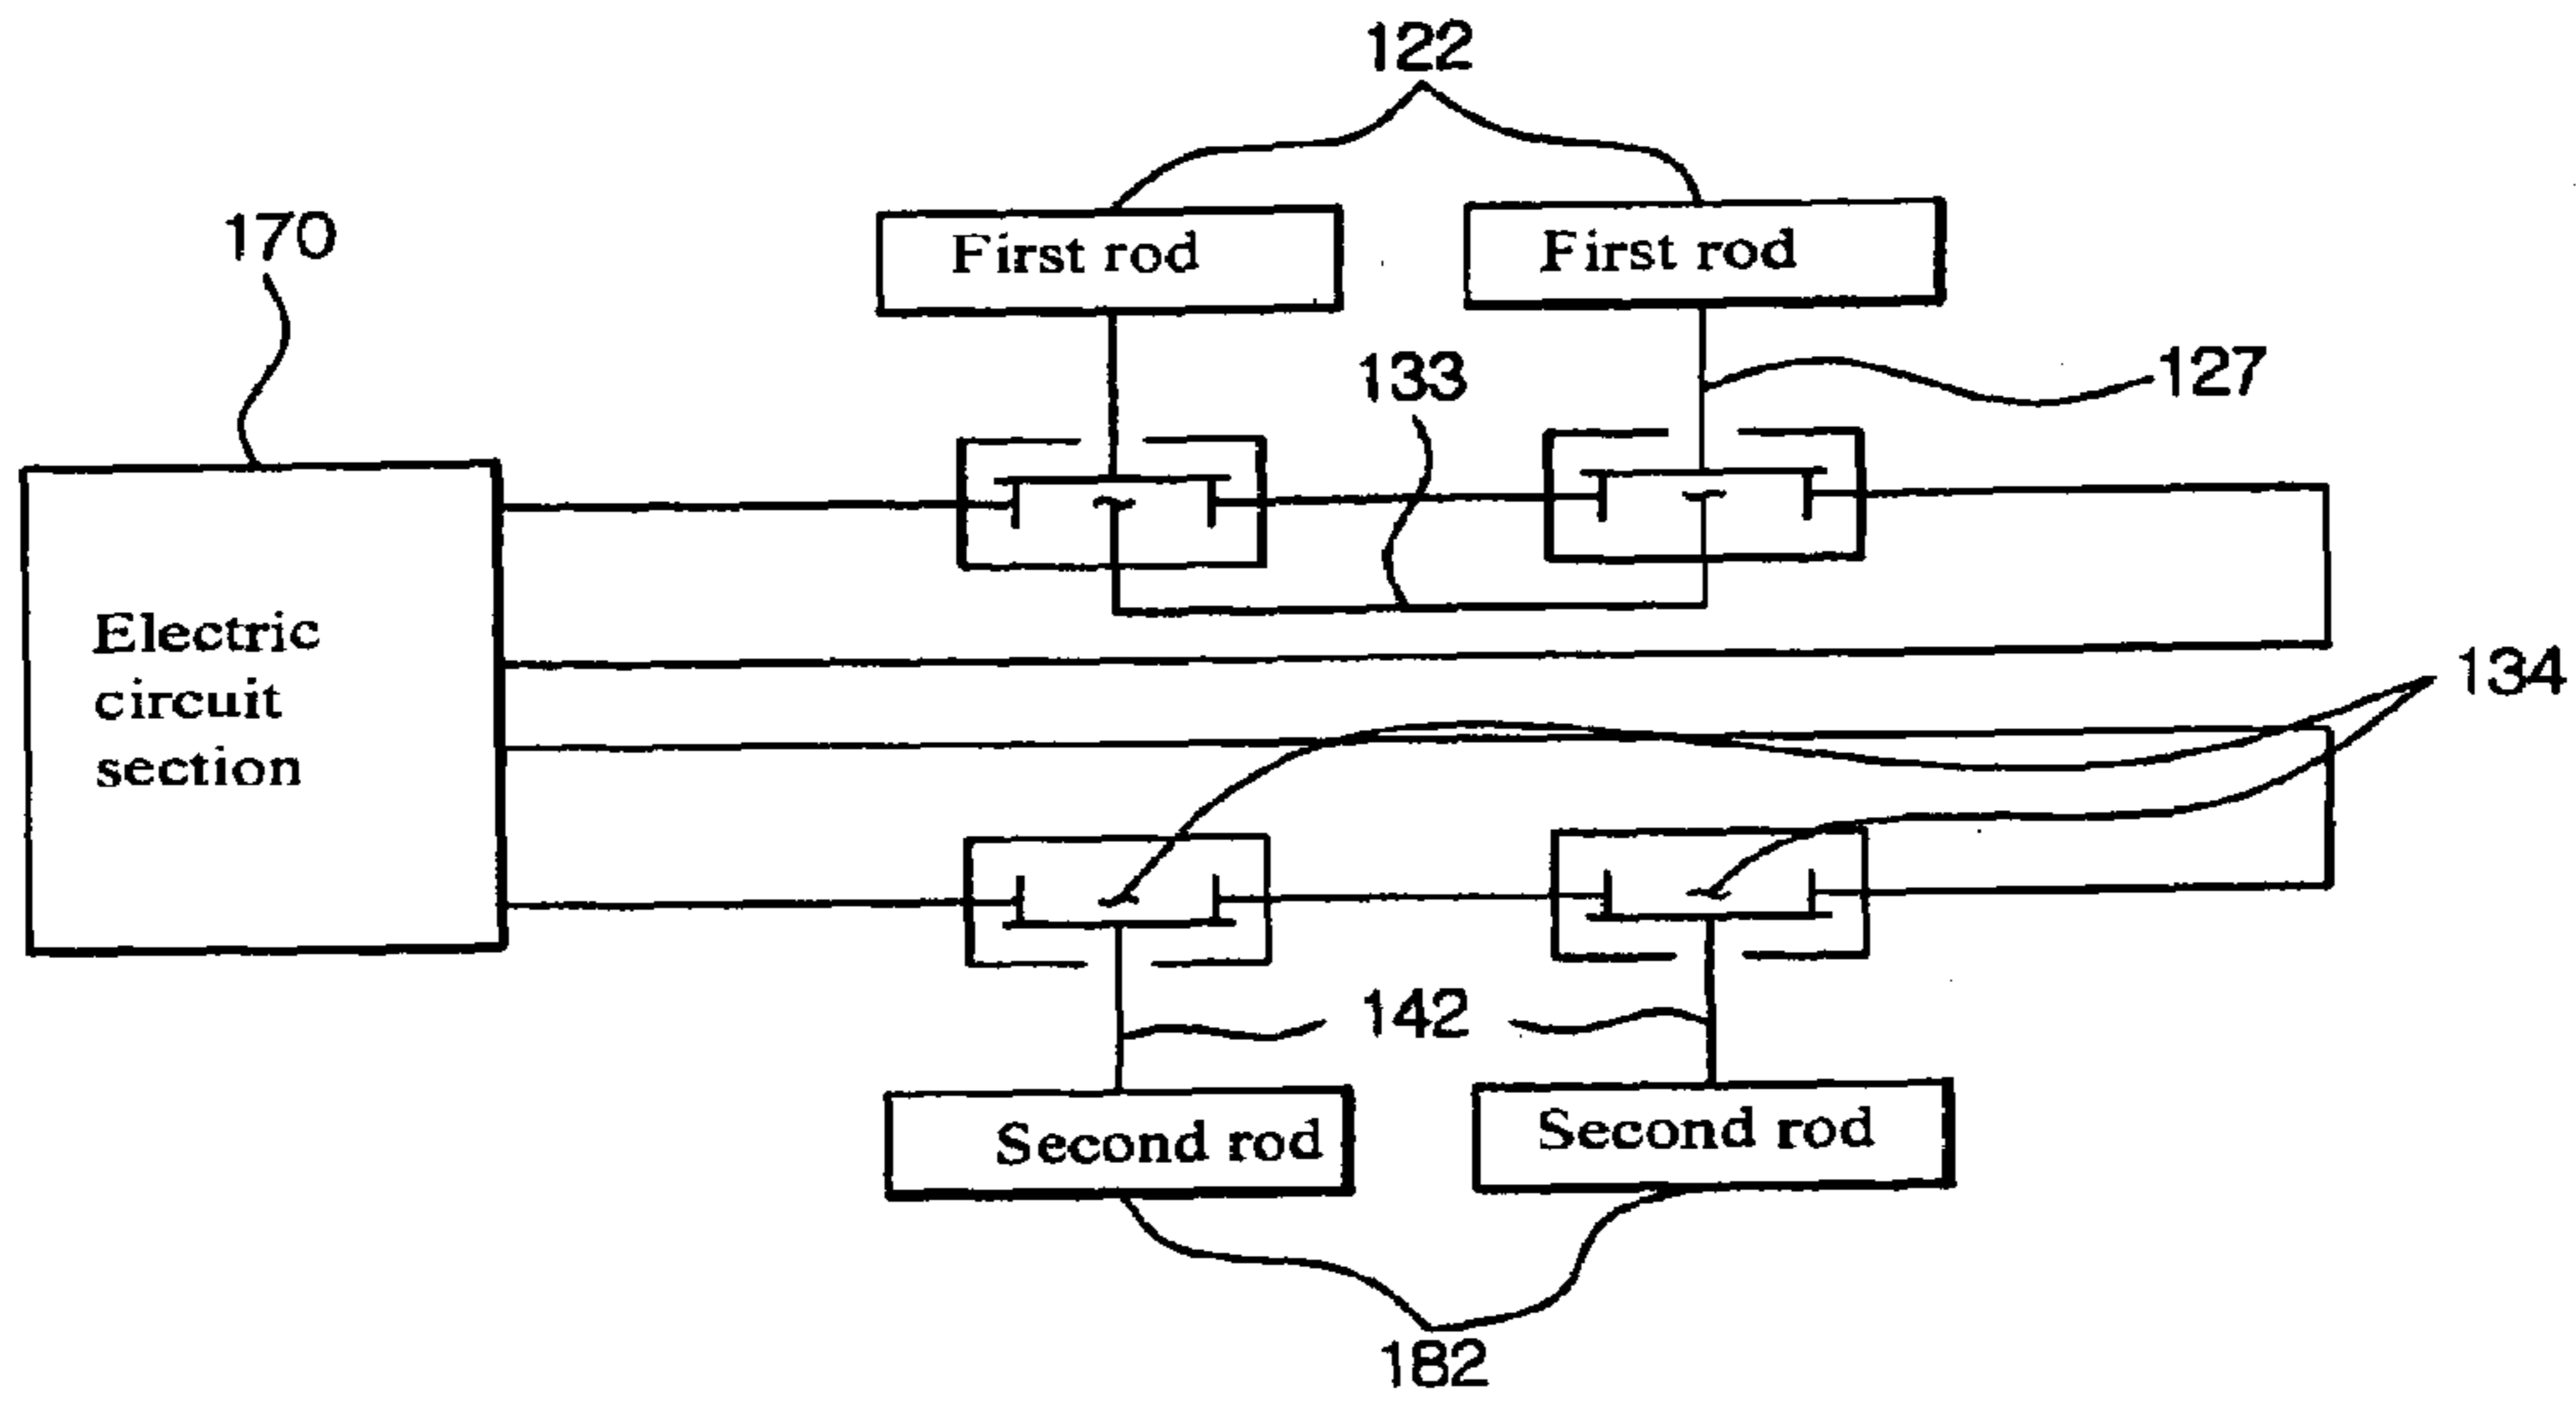 122
170
First rod
First rod
133
127
Electric
circuit
section
134
142
Second rod
Second rod
182